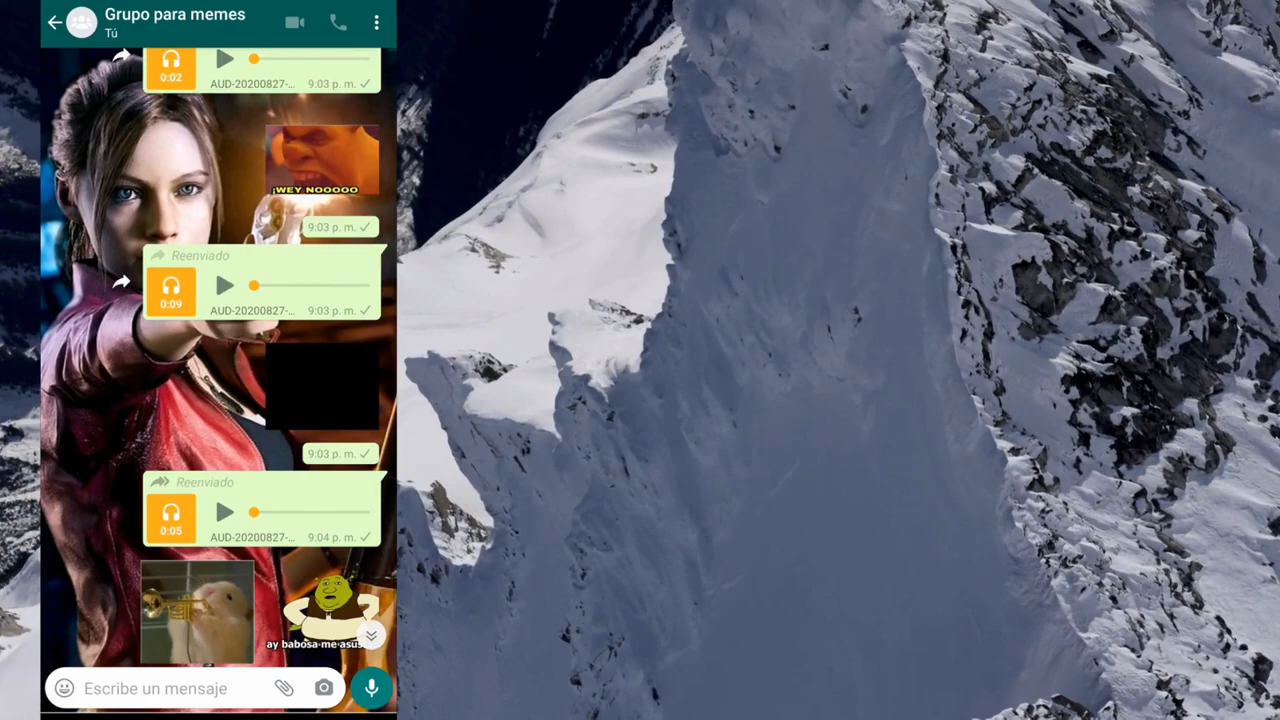 Grupo para memes
Tú
0:02
AUD-20200827-... 9:03 p. m.
¡WEY NOOOOO
9:03 p. m.
Reenviado
0:09
AUD-20200827-... 9:03 p. m.
9:03 p. m.
Reenviado
0:05
AUD-20200827-... 9:04 p. m.
ay babosa me asus
Escribe un mensaje